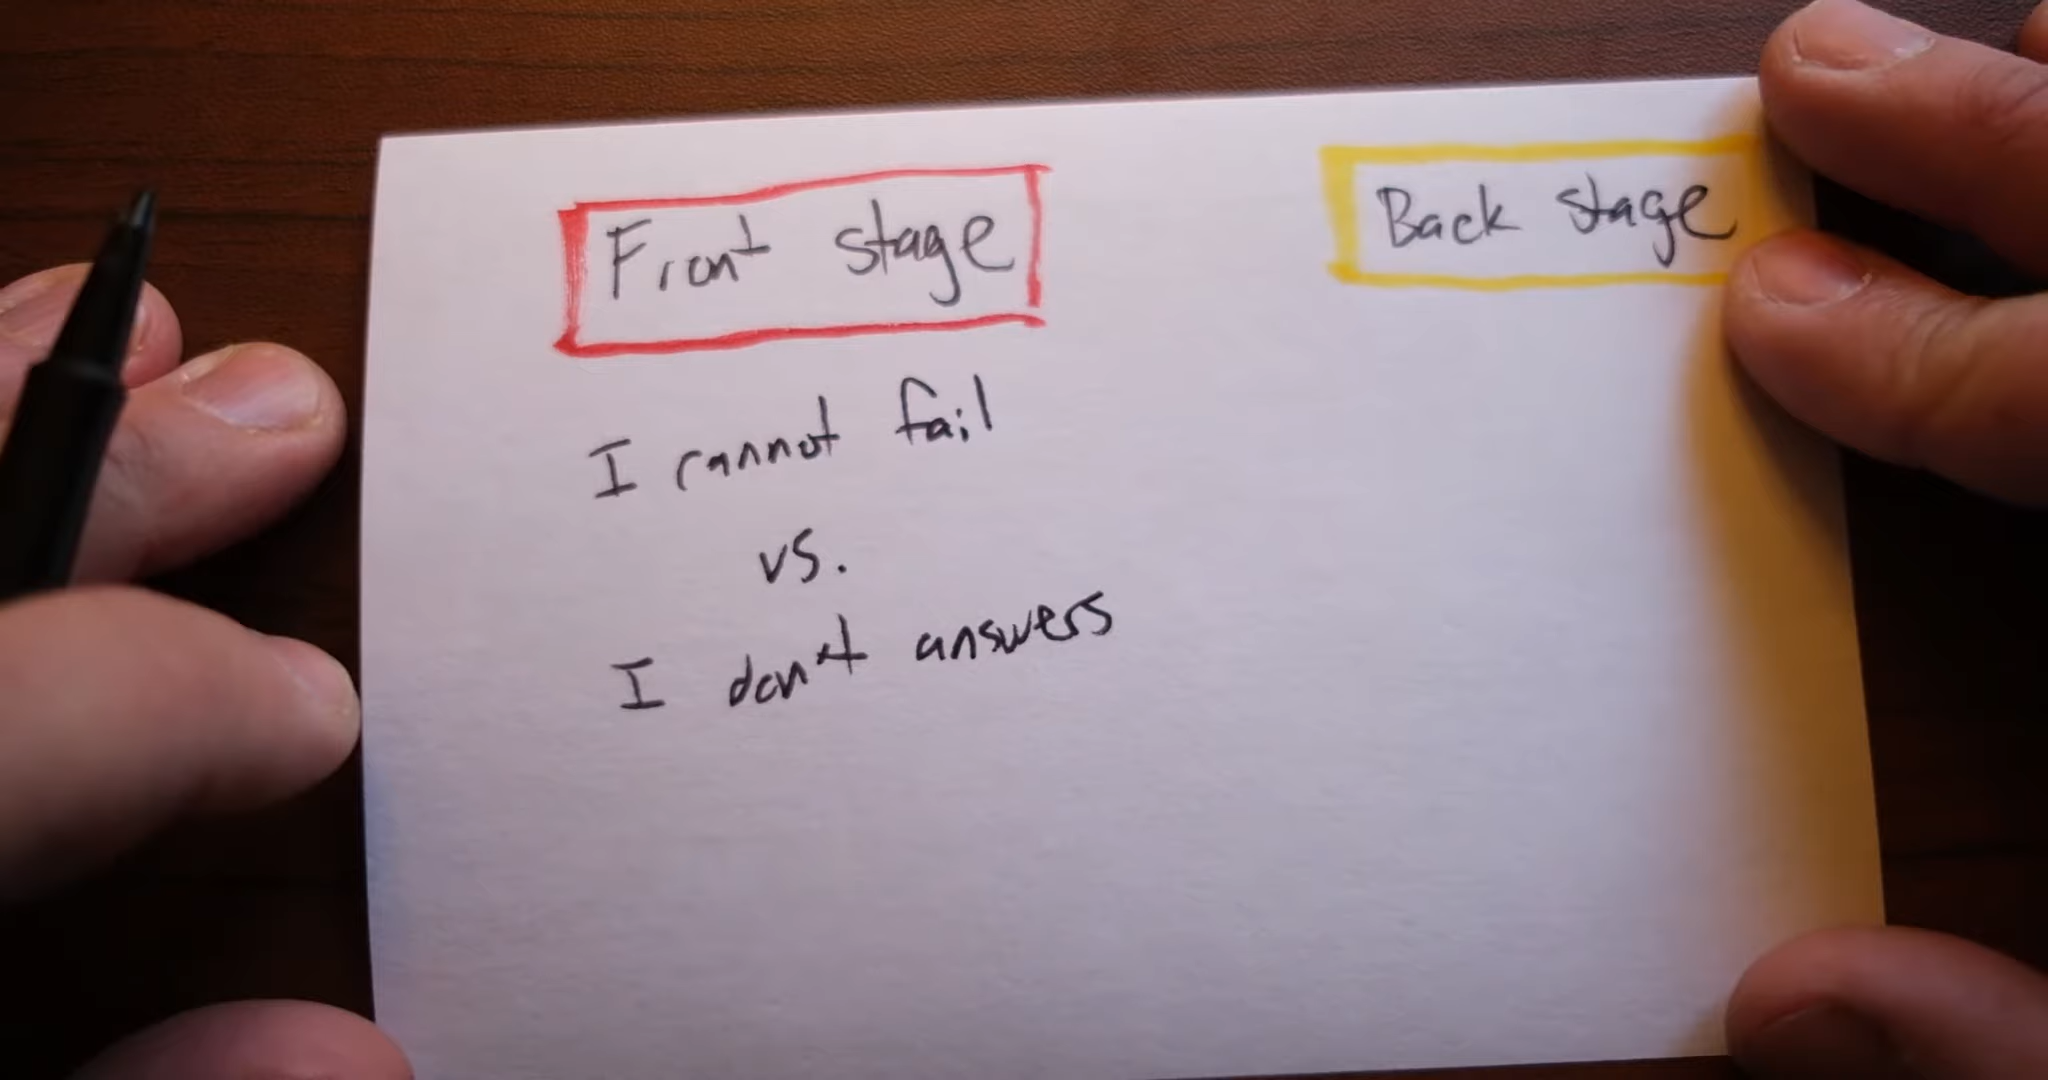 Front stage
Back stage
I cannot fail
vs.
I don't answers